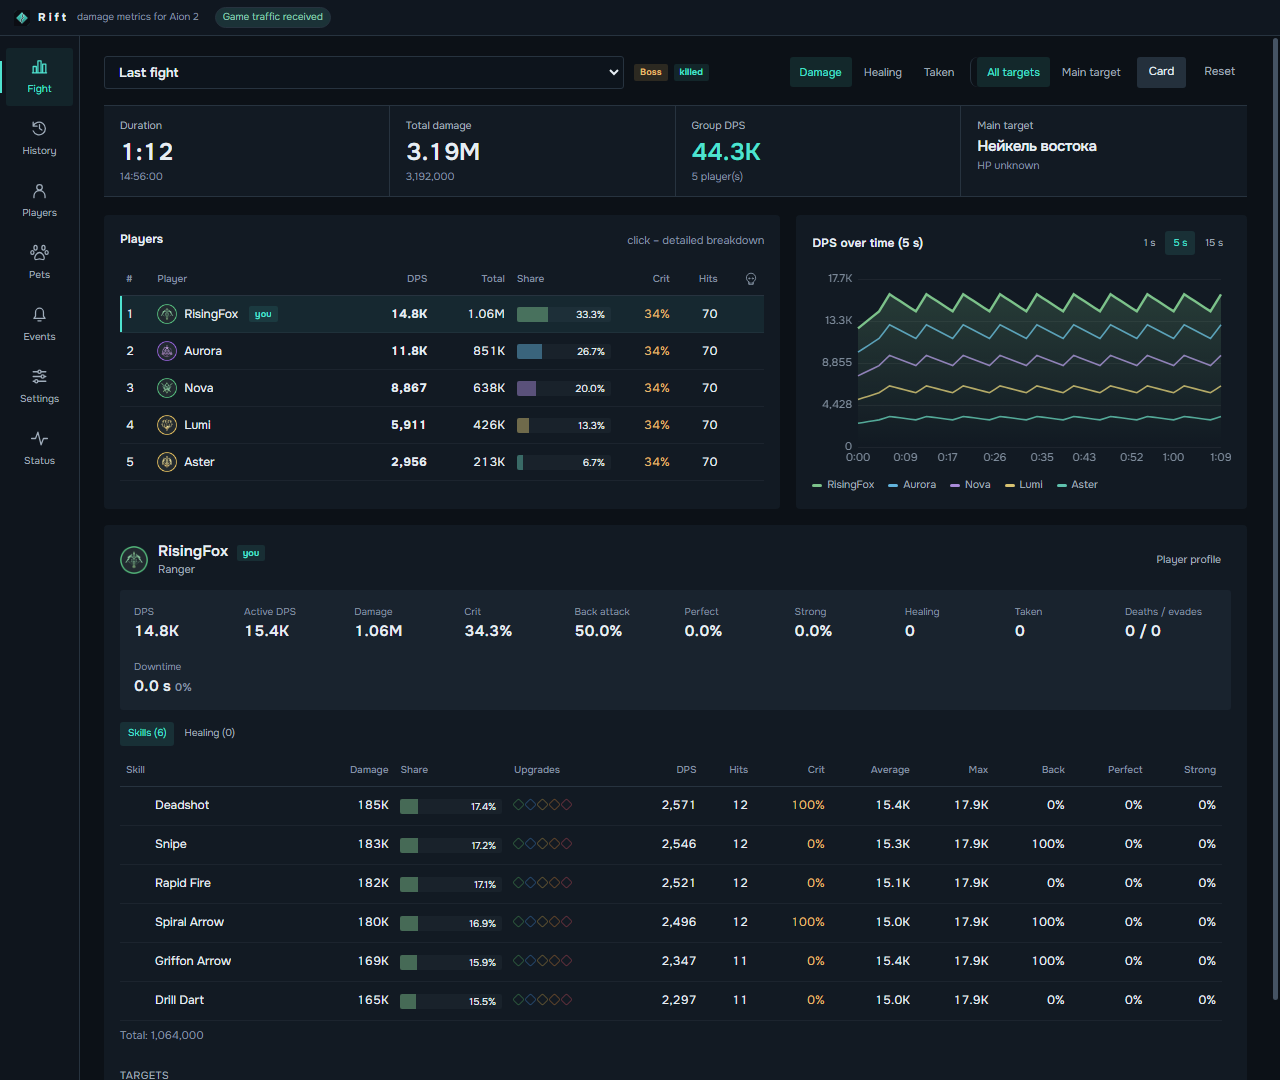 Rift damage metrics for Aion 2 Game traffic received
Fight
History
Players
Pets
Events
Settings
Status
Last fight Boss killed Damage Healing Taken All targets Main target Card Reset
Duration
1:12
14:56:00
Total damage
3.19M
3,192,000
Group DPS
44.3K
5 player(s)
Main target
Нейкель востока
HP unknown
Players click – detailed breakdown
# Player DPS Total Share Crit Hits
1 RisingFox you 14.8K 1.06M 33.3% 34% 70
2 Aurora 11.8K 851K 26.7% 34% 70
3 Nova 8,867 638K 20.0% 34% 70
4 Lumi 5,911 426K 13.3% 34% 70
5 Aster 2,956 213K 6.7% 34% 70
DPS over time (5 s) 1 s 5 s 15 s
17.7K
13.3K
8,855
4,428
0
0:00 0:09 0:17 0:26 0:35 0:43 0:52 1:00 1:09
RisingFox Aurora Nova Lumi Aster
RisingFox you
Ranger
Player profile
DPS Active DPS Damage Crit Back attack Perfect Strong Healing Taken Deaths / evades
14.8K 15.4K 1.06M 34.3% 50.0% 0.0% 0.0% 0 0 0 / 0
Downtime
0.0 s 0%
Skills (6) Healing (0)
Skill Damage Share Upgrades DPS Hits Crit Average Max Back Perfect Strong
Deadshot 185K 17.4% 2,571 12 100% 15.4K 17.9K 0% 0% 0%
Snipe 183K 17.2% 2,546 12 0% 15.3K 17.9K 100% 0% 0%
Rapid Fire 182K 17.1% 2,521 12 0% 15.1K 17.9K 0% 0% 0%
Spiral Arrow 180K 16.9% 2,496 12 100% 15.0K 17.9K 100% 0% 0%
Griffon Arrow 169K 15.9% 2,347 11 0% 15.4K 17.9K 100% 0% 0%
Drill Dart 165K 15.5% 2,297 11 0% 15.0K 17.9K 0% 0% 0%
Total: 1,064,000
TARGETS